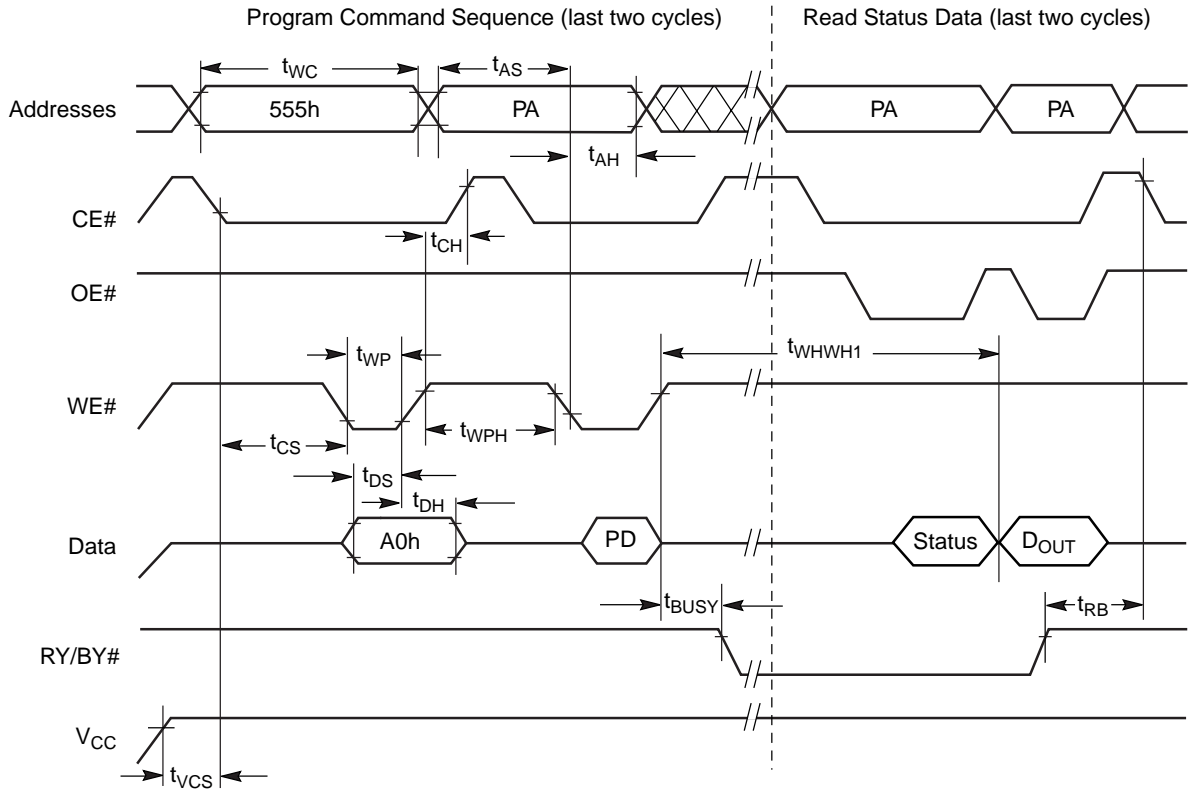 Program Command Sequence (last two cycles)
Read Status Data (last two cycles)
tWC
tAS
Addresses
555h
PA
PA
PA
tAH
CE#
tCH
OE#
tWP
tWHWH1
WE#
tCS
tWPH
tDS
tDH
Data
A0h
PD
Status
DOUT
tBUSY
tRB
RY/BY#
VCC
tVCS